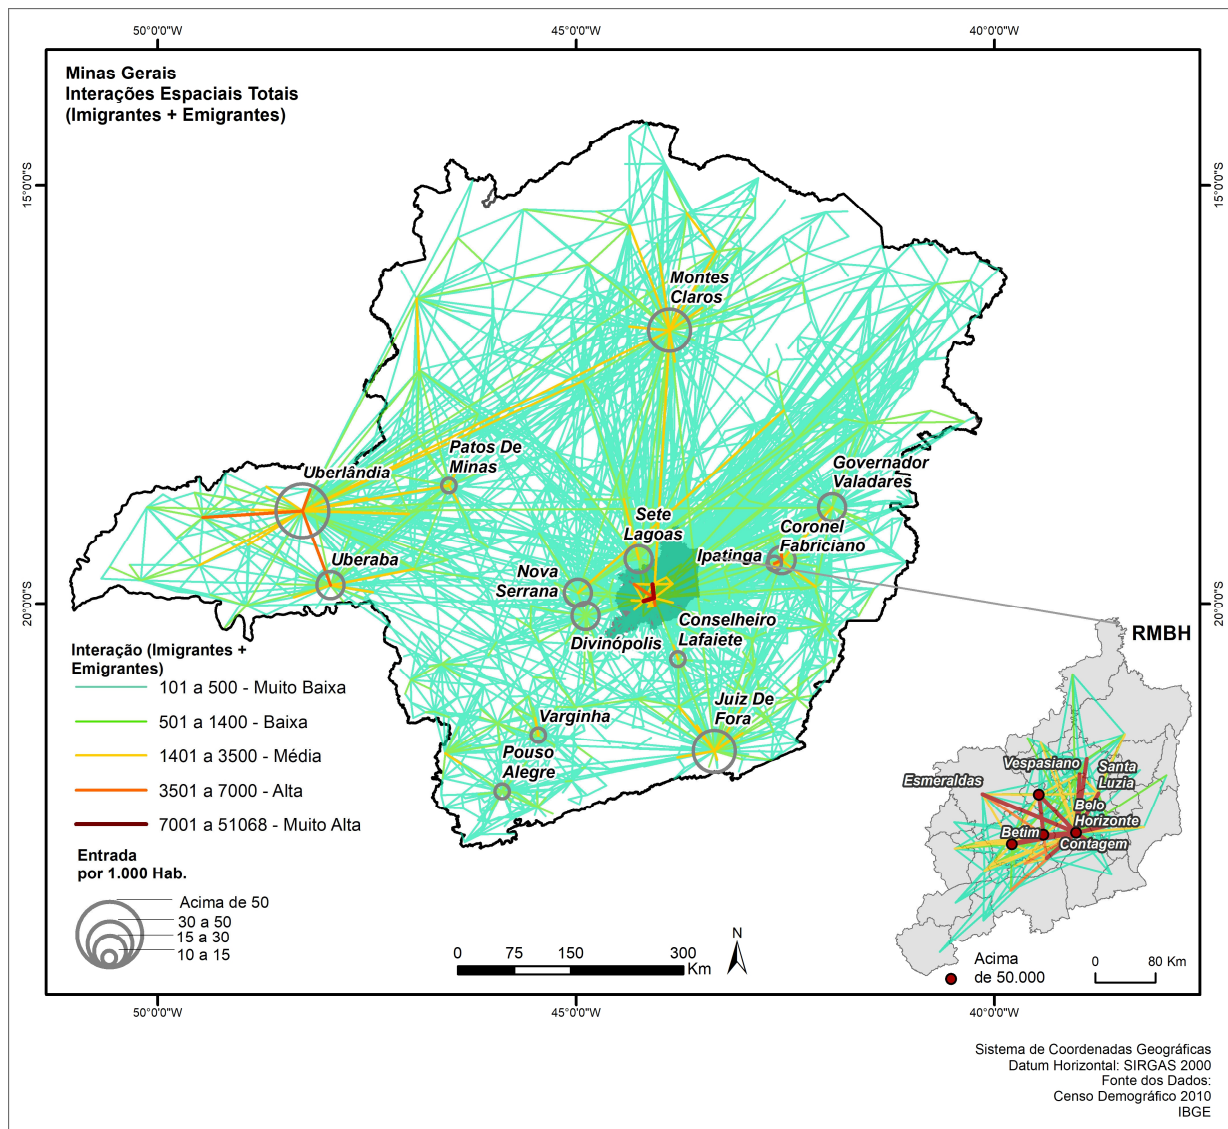 50°0'0"W
45°0'0"W
40°0'0"W
Minas Gerais
Interações Espaciais Totais
(Imigrantes + Emigrantes)
15°0'0"S
15°0'0"S
Montes
Claros
Patos De
Minas
Uberlândia
Governador
Valadares
Sete
Lagoas
Coronel
Fabriciano
Ipatinga
Uberaba
Nova
Serrana
20°0'0"S
20°0'0"S
Conselheiro
Lafaiete
Divinópolis
RMBH
Interação (Imigrantes +
Emigrantes)
101 a 500 - Muito Baixa
501 a 1400 - Baixa
1401 a 3500 - Média
3501 a 7000 - Alta
7001 a 51068 - Muito Alta
Juiz De
Fora
Varginha
Pouso
Alegre
Vespasiano
Santa
Luzia
Esmeraldas
Belo
Horizonte
Betim
Contagem
Entrada
por 1.000 Hab.
Acima de 50
30 a 50
15 a 30
10 a 15
0 75 150 300
Km
N
Acima
de 50.000
0 80 Km
50°0'0"W
45°0'0"W
40°0'0"W
Sistema de Coordenadas Geográficas
Datum Horizontal: SIRGAS 2000
Fonte dos Dados:
Censo Demográfico 2010
IBGE